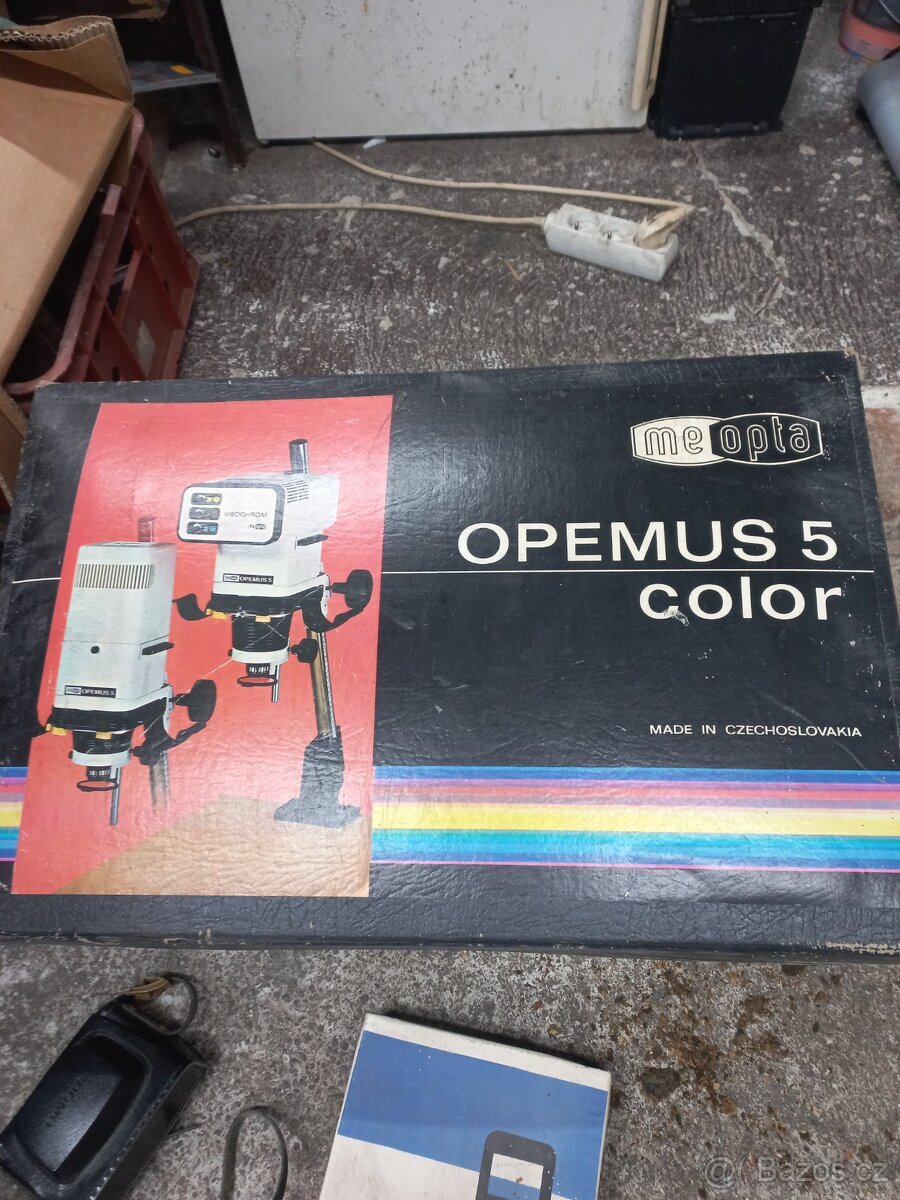 meopta
OPEMUS 5
color
MADE IN CZECHOSLOVAKIA
MEOCHROM
OPEMUS 5
OPEMUS 5
@ Bazos.cz